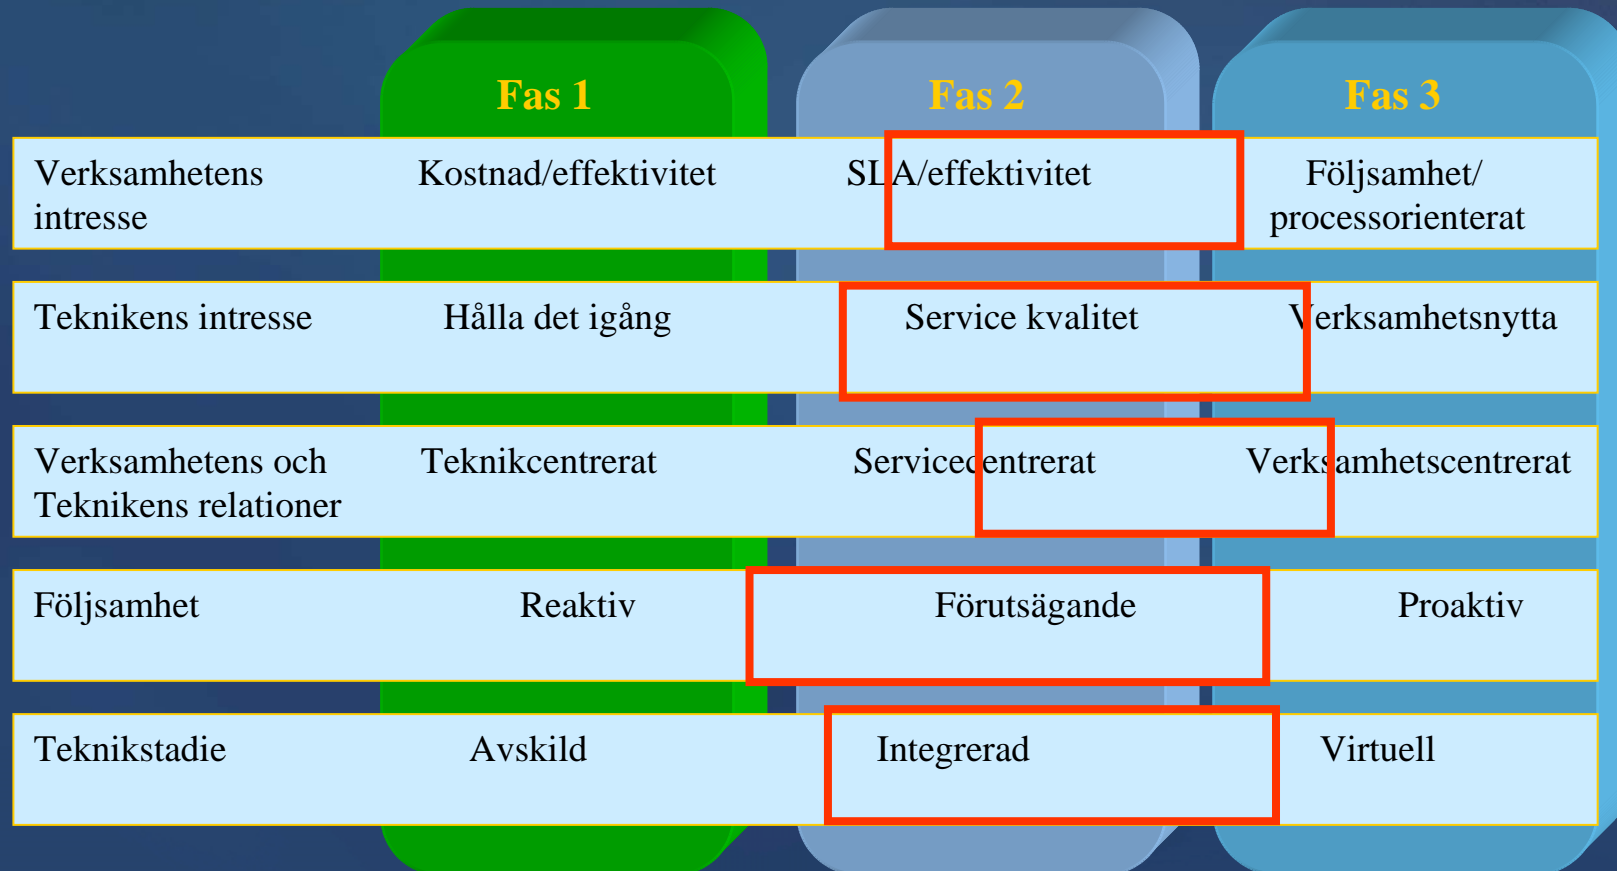 Fas 1 Fas 2 Fas 3
Verksamhetens Kostnad/effektivitet SLA/effektivitet Följsamhet/
intresse processorienterat
Teknikens intresse Hålla det igång Service kvalitet Verksamhetsnytta
Verksamhetens och Teknikcentrerat Servicecentrerat Verksamhetscentrerat
Teknikens relationer
Följsamhet Reaktiv Förutsägande Proaktiv
Teknikstadie Avskild Integrerad Virtuell